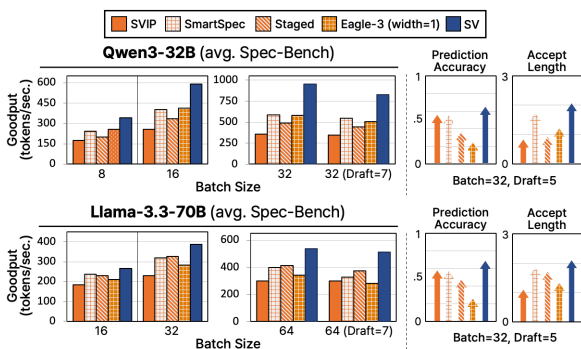 SVIP SmartSpec Staged Eagle-3 (width=1) SV
Qwen3-32B (avg. Spec-Bench)
Goodput
(tokens/sec.)
600
450
300
150
0
8 16
1000
750
500
250
0
32 32 (Draft=7)
Batch Size
Prediction
Accuracy
1
.5
0
Accept
Length
3
0
Batch=32, Draft=5
Llama-3.3-70B (avg. Spec-Bench)
Goodput
(tokens/sec.)
400
300
200
100
0
16 32
600
400
200
0
64 64 (Draft=7)
Batch Size
Prediction
Accuracy
1
.5
0
Accept
Length
3
0
Batch=32, Draft=5